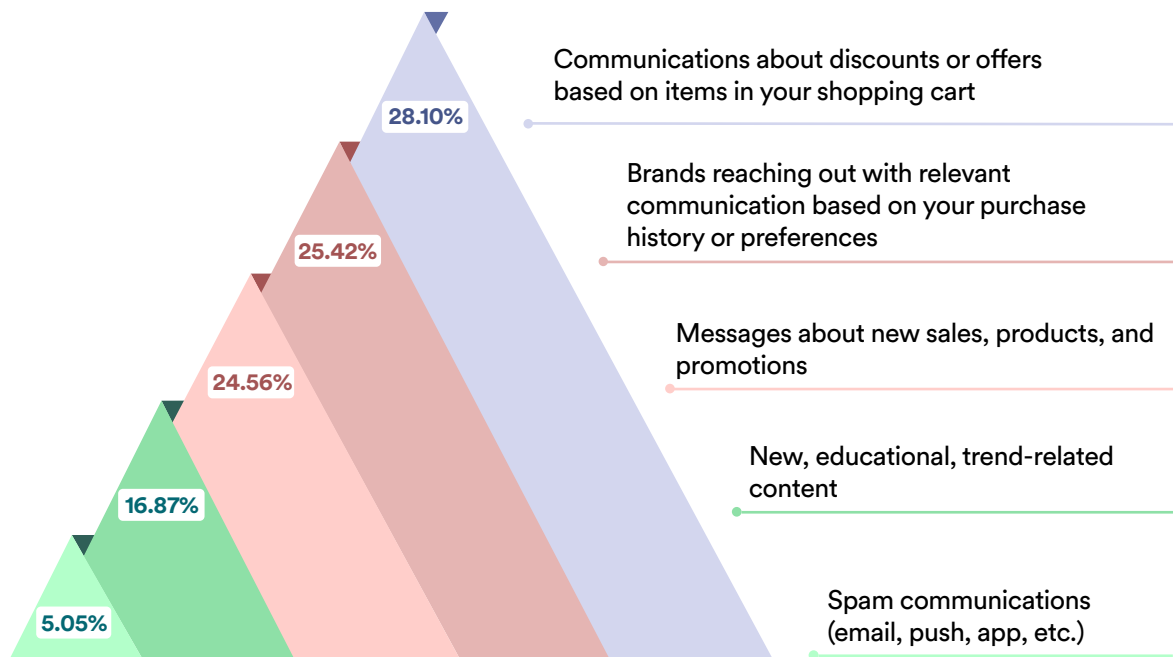 28.10%
Communications about discounts or offers
based on items in your shopping cart
25.42%
Brands reaching out with relevant
communication based on your purchase
history or preferences
24.56%
Messages about new sales, products, and
promotions
16.87%
New, educational, trend-related
content
5.05%
Spam communications
(email, push, app, etc.)